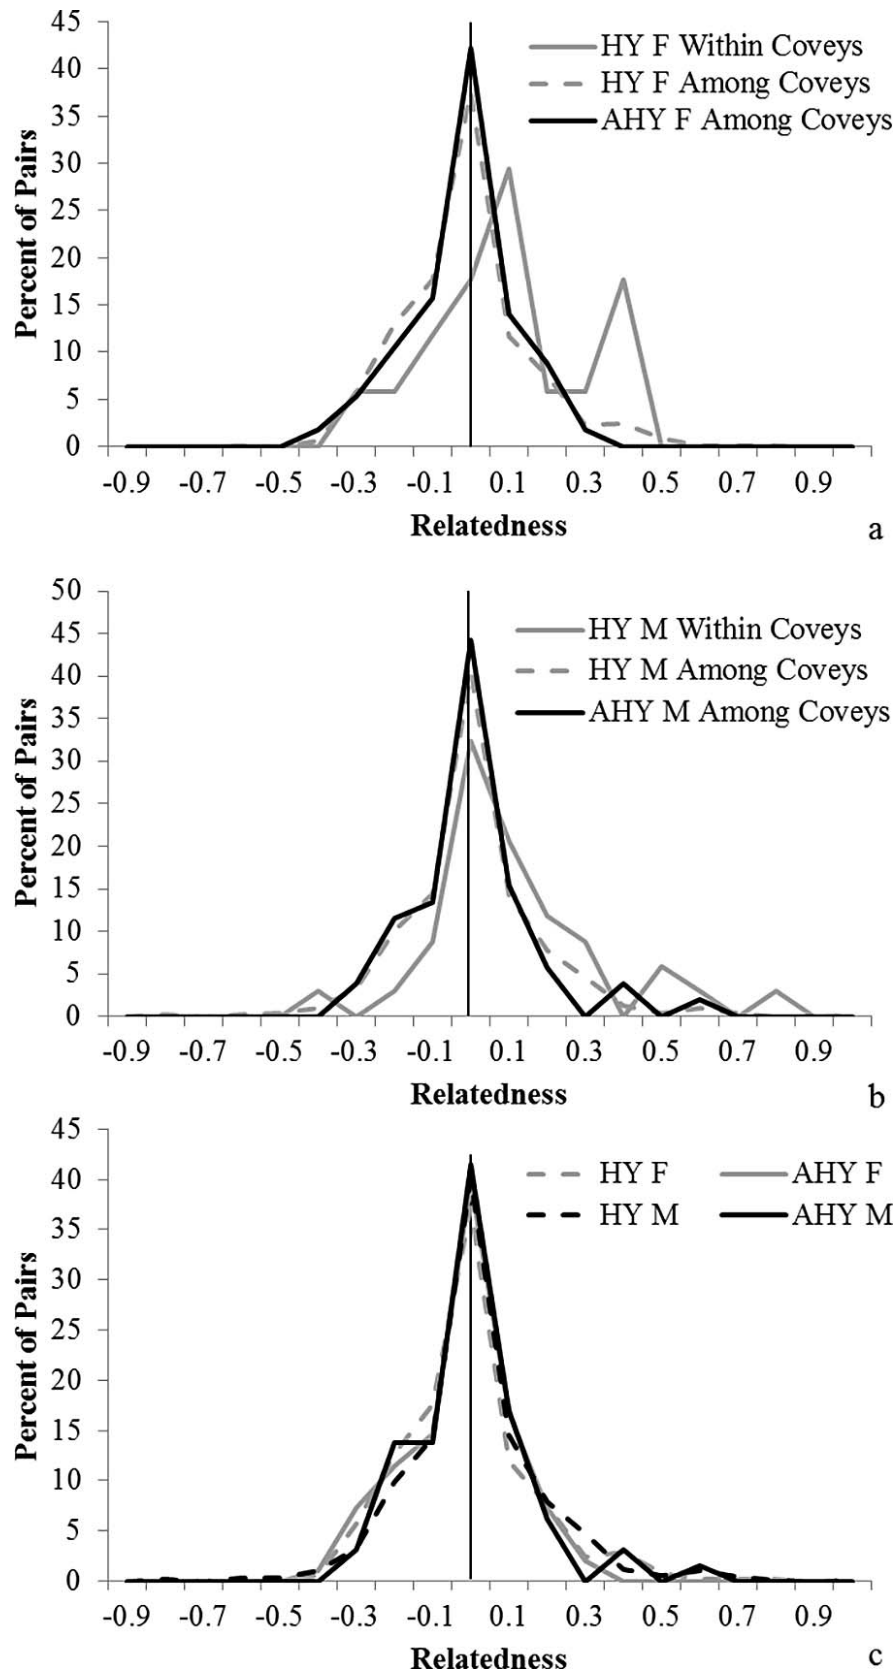 45
40
35
30
25
20
15
10
5
0
Percent of Pairs
HY F Within Coveys
HY F Among Coveys
AHY F Among Coveys
-0.9 -0.7 -0.5 -0.3 -0.1 0.1 0.3 0.5 0.7 0.9
Relatedness
a
50
45
40
35
30
25
20
15
10
5
0
Percent of Pairs
HY M Within Coveys
HY M Among Coveys
AHY M Among Coveys
-0.9 -0.7 -0.5 -0.3 -0.1 0.1 0.3 0.5 0.7 0.9
Relatedness
b
45
40
35
30
25
20
15
10
5
0
Percent of Pairs
HY F AHY F
HY M AHY M
-0.9 -0.7 -0.5 -0.3 -0.1 0.1 0.3 0.5 0.7 0.9
Relatedness
c